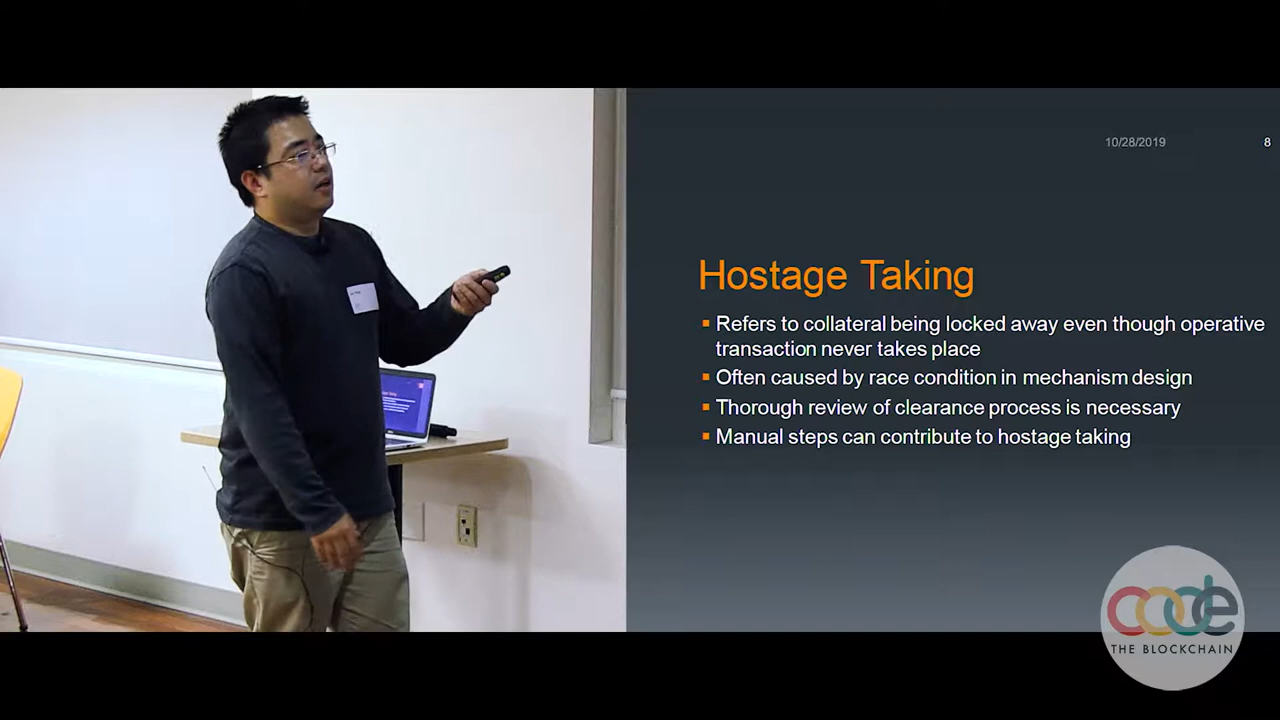 10/28/2019 8
Hostage Taking
▪ Refers to collateral being locked away even though operative
transaction never takes place
▪ Often caused by race condition in mechanism design
▪ Thorough review of clearance process is necessary
▪ Manual steps can contribute to hostage taking
code
THE BLOCKCHAIN